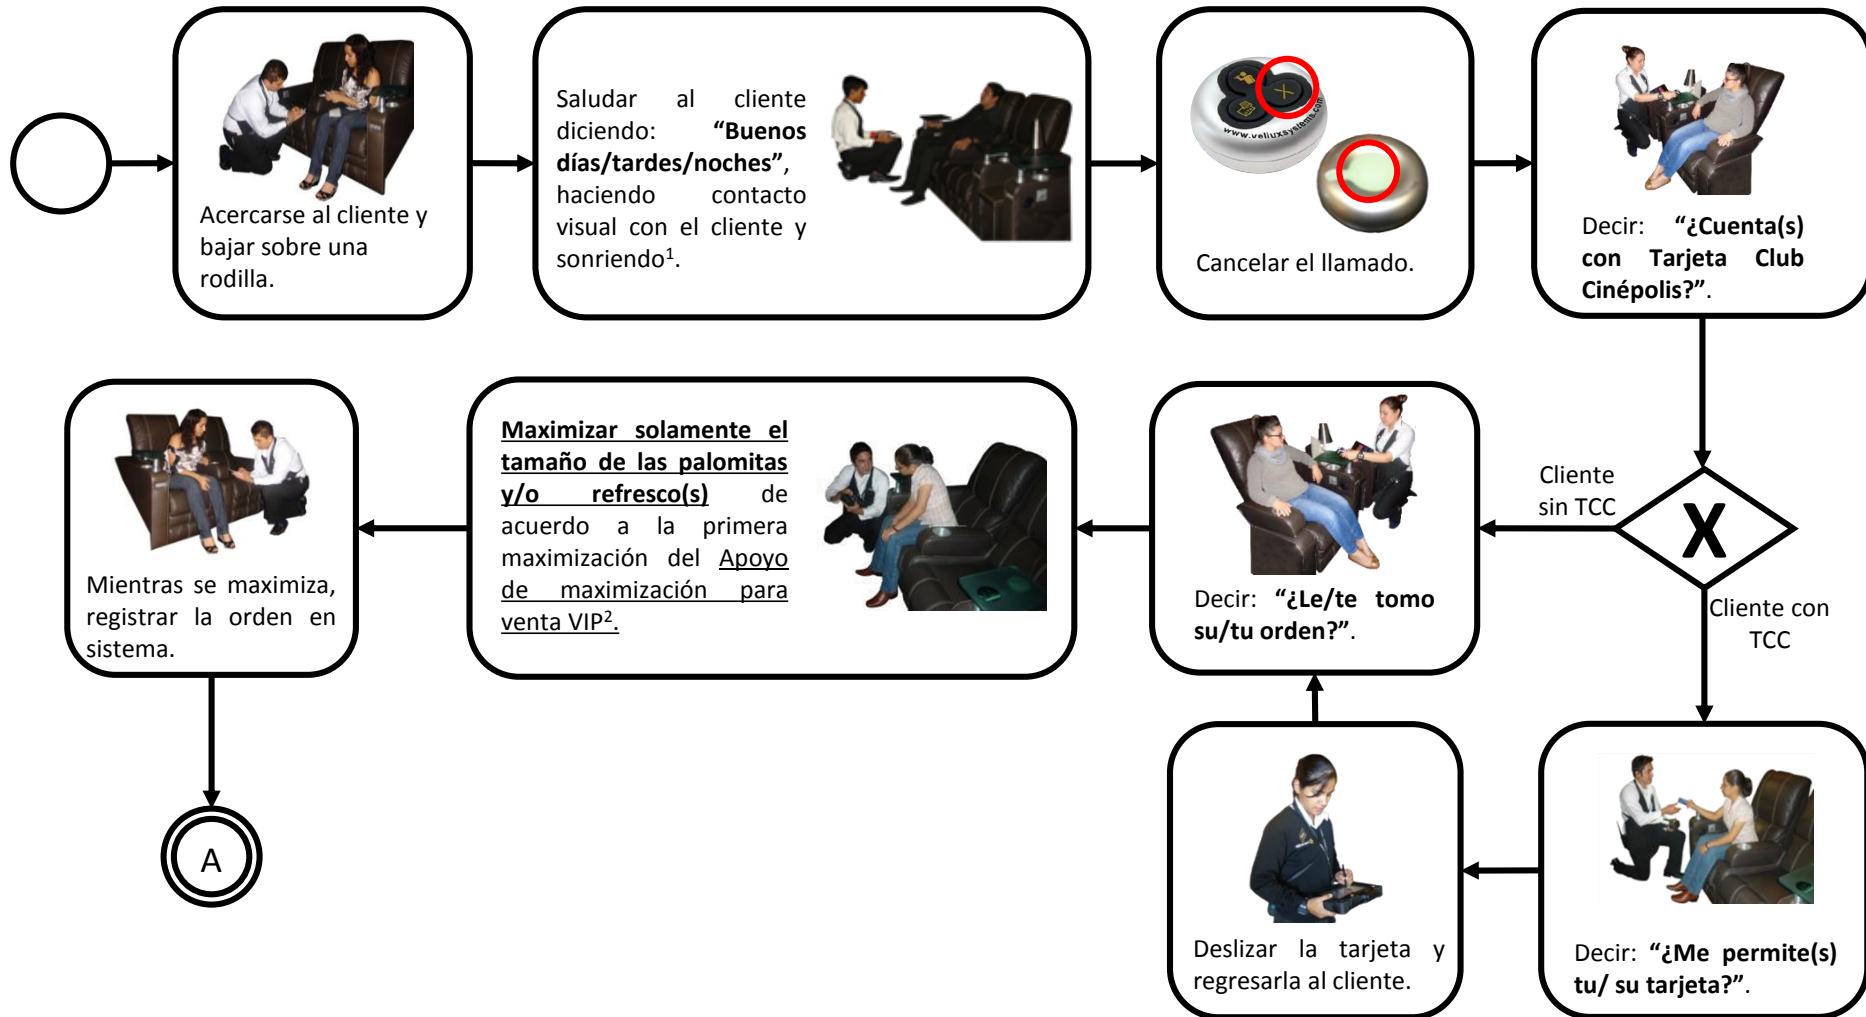 Acercarse al cliente y
bajar sobre una
rodilla.
Saludar al cliente
diciendo: “Buenos
días/tardes/noches”,
haciendo contacto
visual con el cliente y
sonriendo¹.
www.veliuxsystems.com
Cancelar el llamado.
Decir: “¿Cuenta(s)
con Tarjeta Club
Cinépolis?”.
Cliente
sin TCC
X
Cliente con
TCC
Decir: “¿Me permite(s)
tu/ su tarjeta?”.
Deslizar la tarjeta y
regresarla al cliente.
Decir: “¿Le/te tomo
su/tu orden?”.
Maximizar solamente el
tamaño de las palomitas
y/o refresco(s) de
acuerdo a la primera
maximización del Apoyo
de maximización para
venta VIP².
Mientras se maximiza,
registrar la orden en
sistema.
A